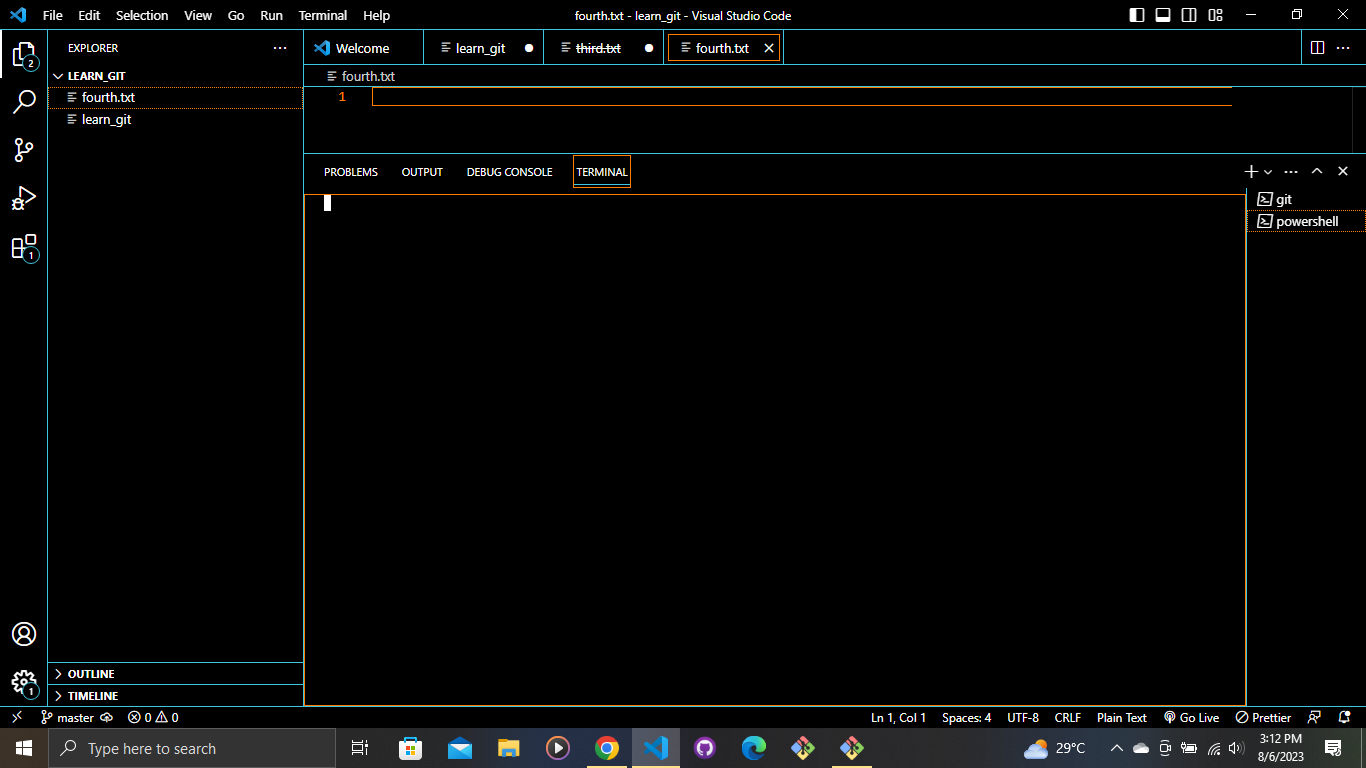 File Edit Selection View Go Run Terminal Help
fourth.txt - learn_git - Visual Studio Code
EXPLORER
LEARN_GIT
fourth.txt
learn_git
Welcome
learn_git
third.txt
fourth.txt
fourth.txt
1
PROBLEMS OUTPUT DEBUG CONSOLE TERMINAL
git
powershell
2
1
1
OUTLINE
TIMELINE
master 0 0
Ln 1, Col 1 Spaces: 4 UTF-8 CRLF Plain Text Go Live Prettier
Type here to search
29°C
3:12 PM
8/6/2023